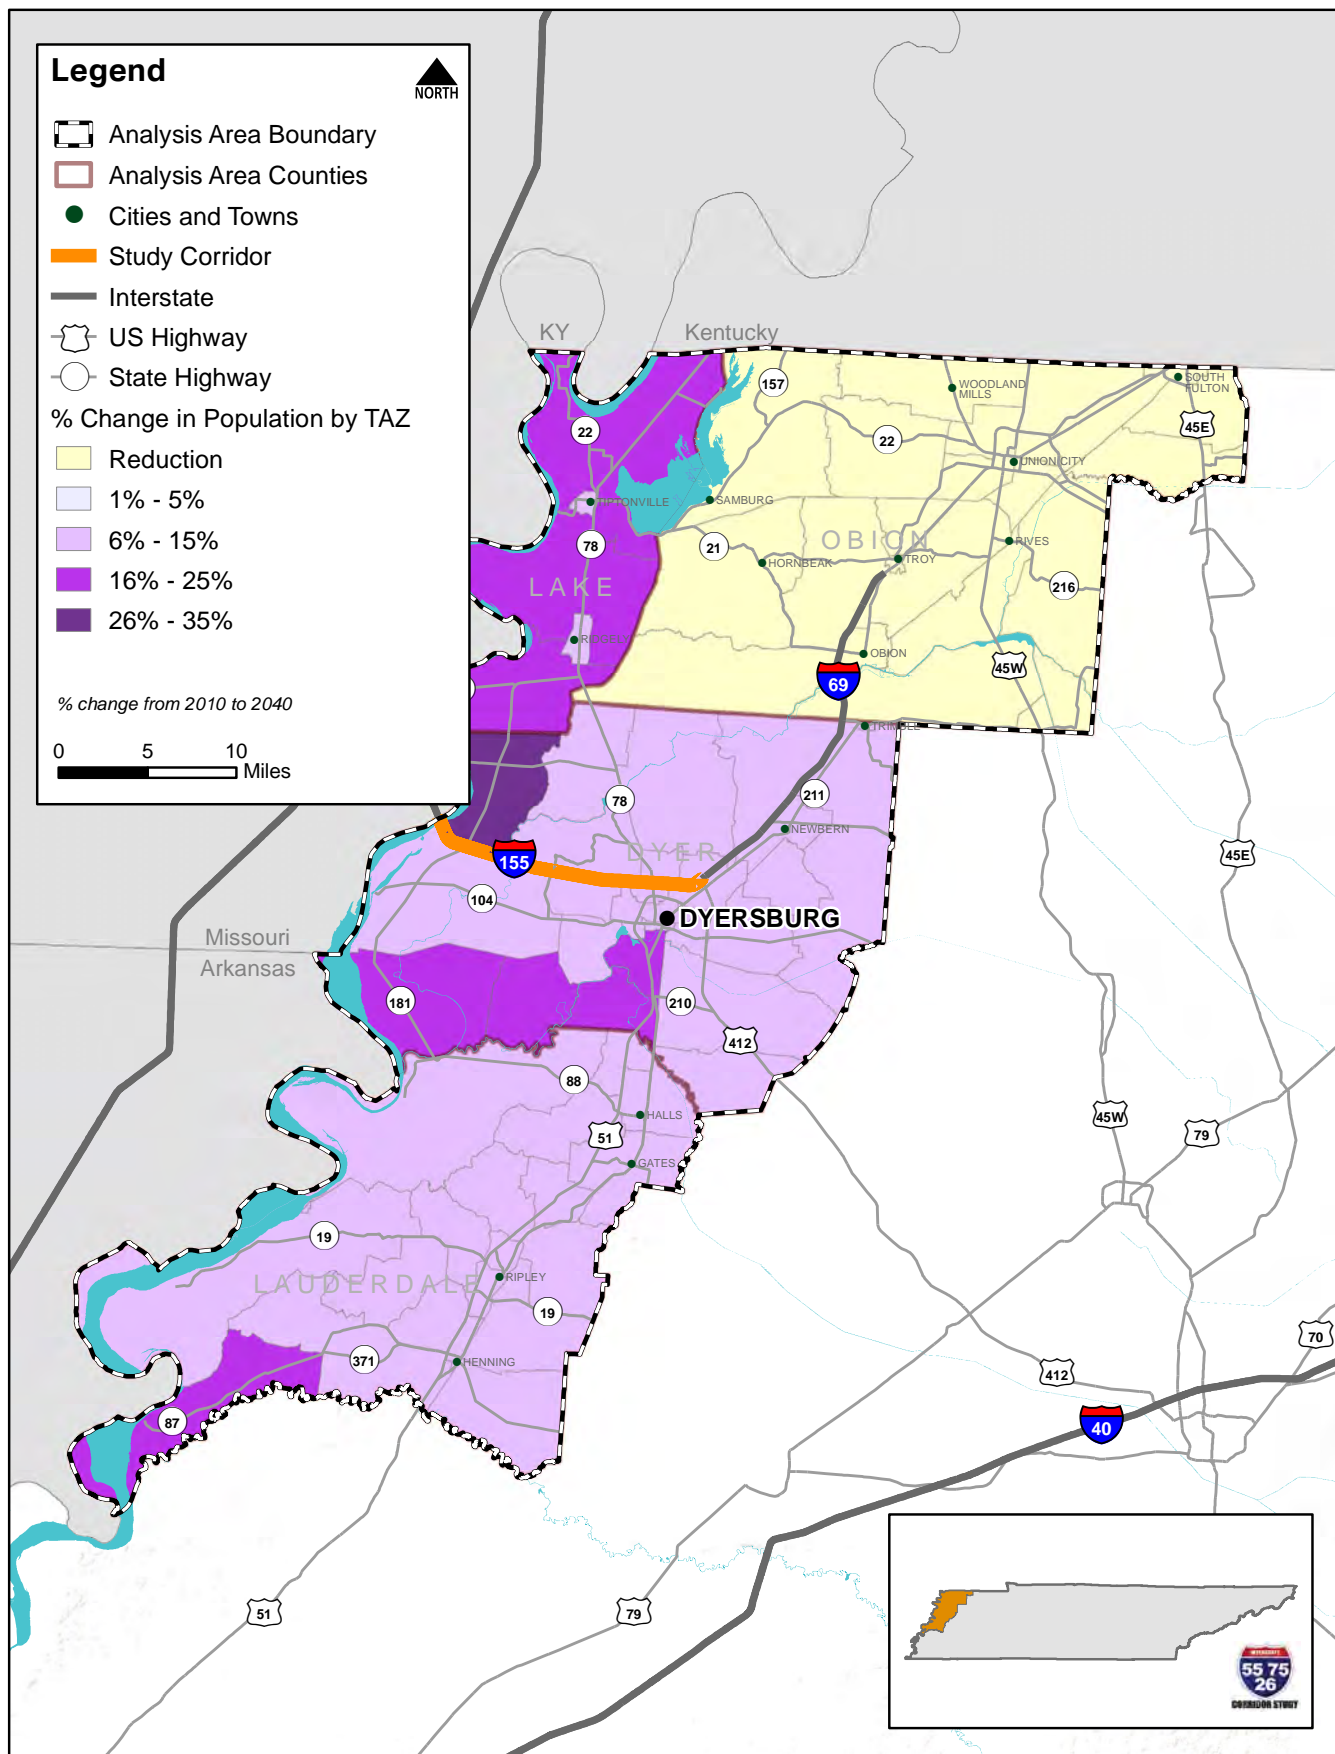 Legend
NORTH
Analysis Area Boundary
Analysis Area Counties
Cities and Towns
Study Corridor
Interstate
US Highway
State Highway
% Change in Population by TAZ
Reduction
1% - 5%
6% - 15%
16% - 25%
26% - 35%
% change from 2010 to 2040
0 5 10
Miles
KY
Kentucky
157
WOODLAND
MILLS
SOUTH
FULTON
22
22
45E
UNION CITY
TIPTONVILLE
SAMBURG
78
21
OBION
RIVES
HORNBEAK
TROY
216
LAKE
RIDGELY
OBION
45W
69
TRIMBLE
78
211
NEWBERN
DYER
45E
155
104
DYERSBURG
Missouri
Arkansas
181
210
412
88
HALLS
45W
51
79
GATES
19
LAUDERDALE
RIPLEY
19
70
371
HENNING
412
87
40
51
79
55 75
26
CORRIDOR STUDY